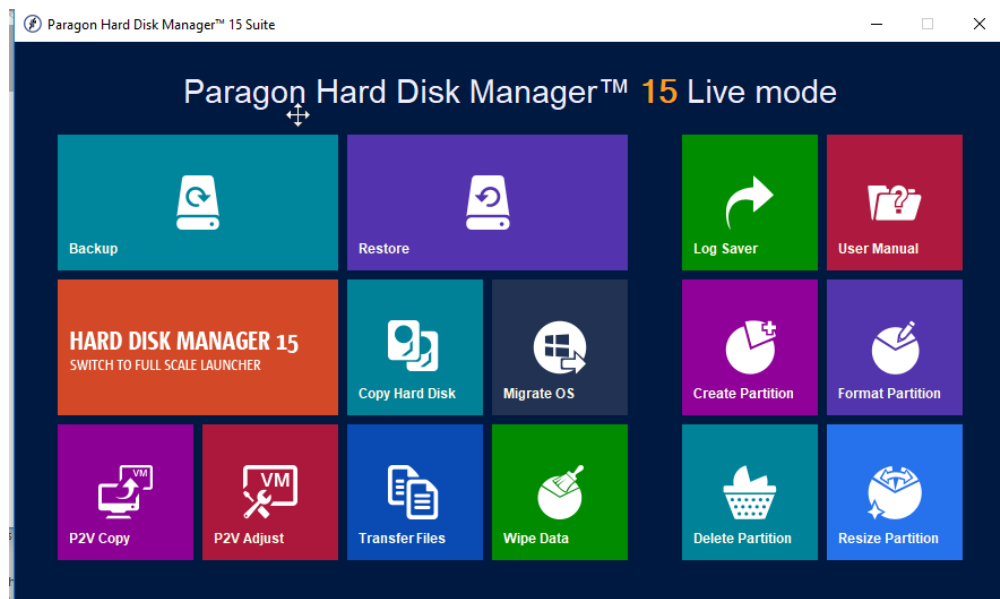 Paragon Hard Disk Manager™ 15 Suite
Paragon Hard Disk Manager™ 15 Live mode
Backup
Restore
Log Saver
User Manual
HARD DISK MANAGER 15
SWITCH TO FULL SCALE LAUNCHER
Copy Hard Disk
Migrate OS
Create Partition
Format Partition
VM
P2V Copy
VM
P2V Adjust
Transfer Files
Wipe Data
Delete Partition
Resize Partition